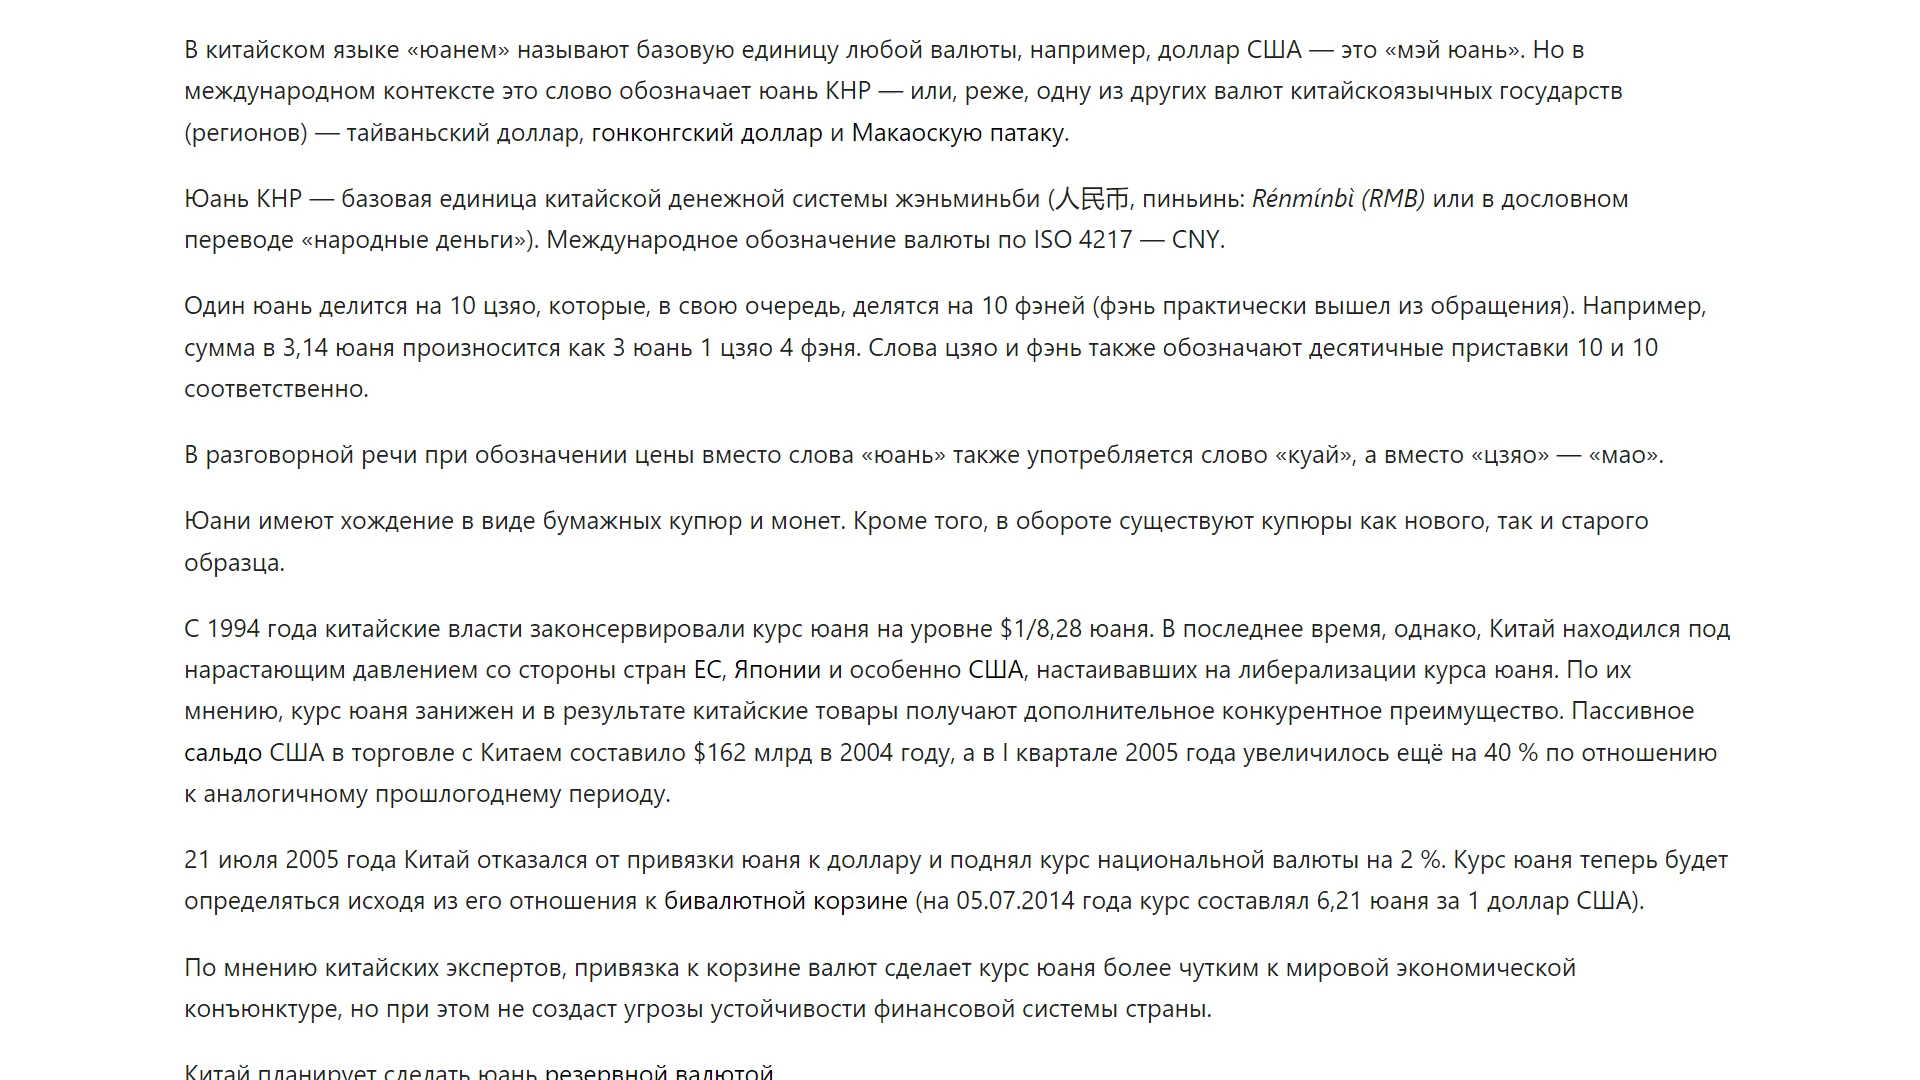 В китайском языке «юанем» называют базовую единицу любой валюты, например, доллар США — это «мэй юань». Но в
международном контексте это слово обозначает юань КНР — или, реже, одну из других валют китайскоязычных государств
(регионов) — тайваньский доллар, гонконгский доллар и Макаоскую патаку.
Юань КНР — базовая единица китайской денежной системы жэньминьби (人民币, пиньинь: Rénmínbì (RMB) или в дословном
переводе «народные деньги»). Международное обозначение валюты по ISO 4217 — CNY.
Один юань делится на 10 цзяо, которые, в свою очередь, делятся на 10 фэней (фэнь практически вышел из обращения). Например,
сумма в 3,14 юаня произносится как 3 юань 1 цзяо 4 фэня. Слова цзяо и фэнь также обозначают десятичные приставки 10 и 10
соответственно.
В разговорной речи при обозначении цены вместо слова «юань» также употребляется слово «куай», а вместо «цзяо» — «мао».
Юани имеют хождение в виде бумажных купюр и монет. Кроме того, в обороте существуют купюры как нового, так и старого
образца.
С 1994 года китайские власти законсервировали курс юаня на уровне $1/8,28 юаня. В последнее время, однако, Китай находился под
нарастающим давлением со стороны стран ЕС, Японии и особенно США, настаивавших на либерализации курса юаня. По их
мнению, курс юаня занижен и в результате китайские товары получают дополнительное конкурентное преимущество. Пассивное
сальдо США в торговле с Китаем составило $162 млрд в 2004 году, а в I квартале 2005 года увеличилось ещё на 40 % по отношению
к аналогичному прошлогоднему периоду.
21 июля 2005 года Китай отказался от привязки юаня к доллару и поднял курс национальной валюты на 2 %. Курс юаня теперь будет
определяться исходя из его отношения к бивалютной корзине (на 05.07.2014 года курс составлял 6,21 юаня за 1 доллар США).
По мнению китайских экспертов, привязка к корзине валют сделает курс юаня более чутким к мировой экономической
конъюнктуре, но при этом не создаст угрозы устойчивости финансовой системы страны.
Китай планирует сделать юань резервной валютой